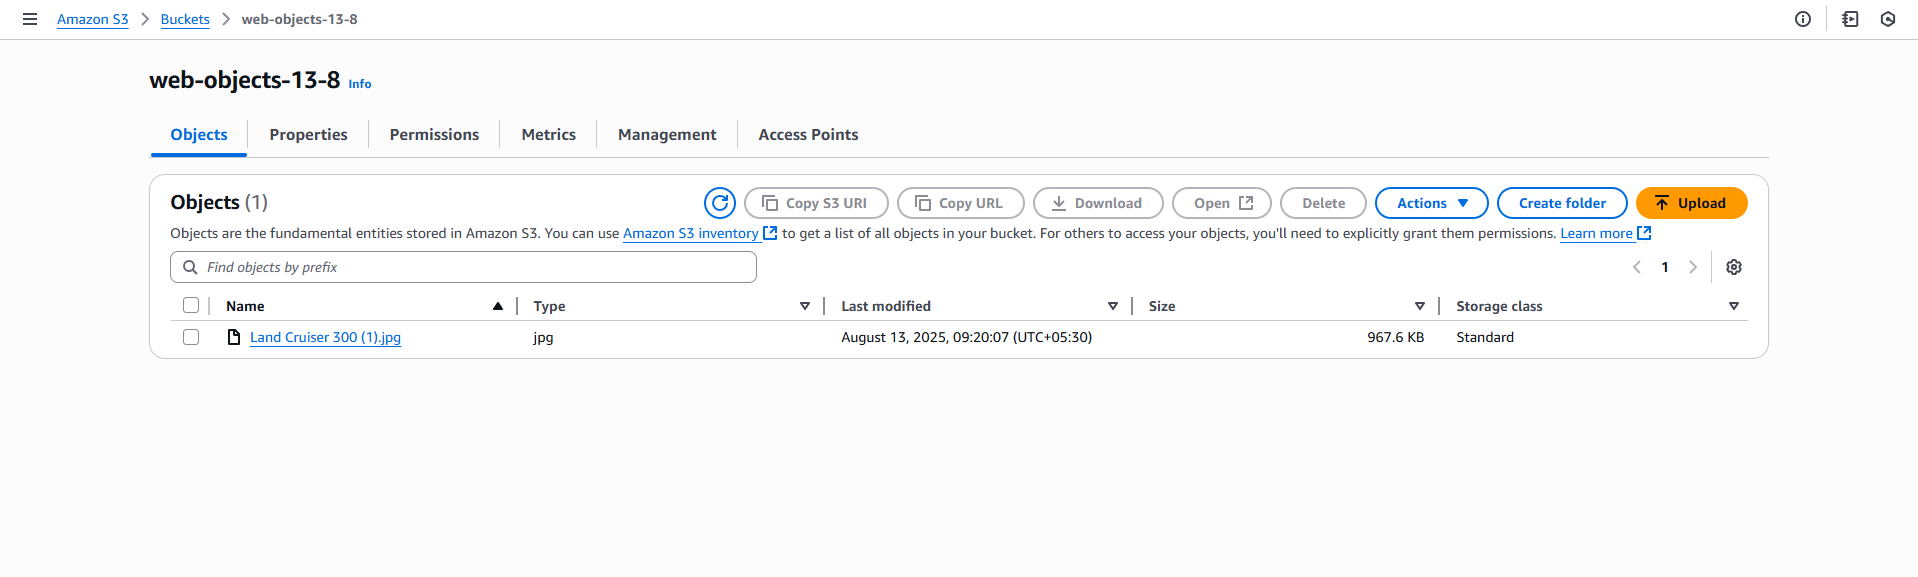 Amazon S3 > Buckets > web-objects-13-8
web-objects-13-8 Info
Objects Properties Permissions Metrics Management Access Points
Objects (1) Copy S3 URI Copy URL Download Open Delete Actions Create folder Upload
Objects are the fundamental entities stored in Amazon S3. You can use Amazon S3 inventory to get a list of all objects in your bucket. For others to access your objects, you'll need to explicitly grant them permissions. Learn more
Find objects by prefix 1
Name Type Last modified Size Storage class
Land Cruiser 300 (1).jpg jpg August 13, 2025, 09:20:07 (UTC+05:30) 967.6 KB Standard